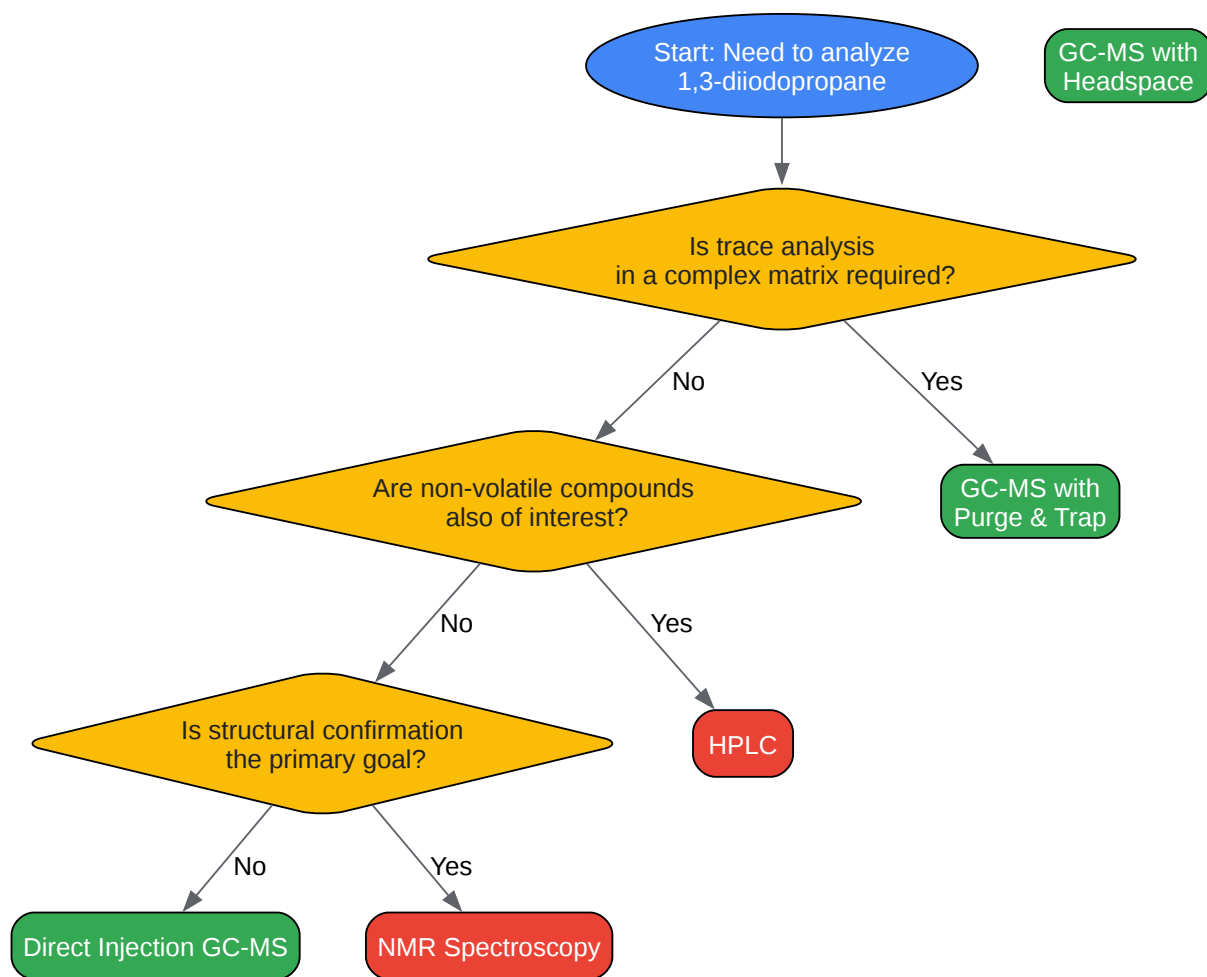 Start: Need to analyze
1,3-diiodopropane
GC-MS with
Headspace
Is trace analysis
in a complex matrix required?
No
Yes
Are non-volatile compounds
also of interest?
GC-MS with
Purge & Trap
No
Yes
Is structural confirmation
the primary goal?
HPLC
No
Yes
Direct Injection GC-MS
NMR Spectroscopy